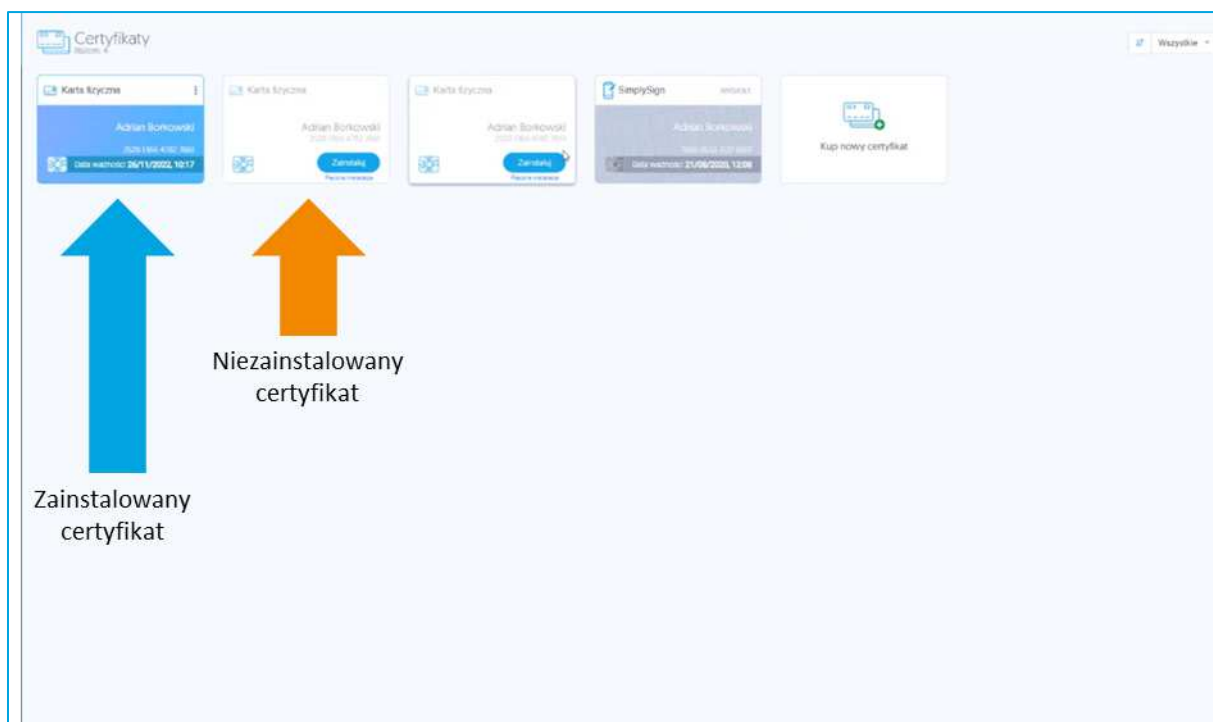 Certyfikaty
Wszystkie
Karta fizyczna
Adrian Borkowski
Data ważności: 26/11/2022, 10:17
Karta fizyczna
Adrian Borkowski
Zainstaluj
Karta fizyczna
Adrian Borkowski
Zainstaluj
SimplySign
Adrian Borkowski
Data ważności: 21/08/2020, 12:08
Kup nowy certyfikat
Niezainstalowany
certyfikat
Zainstalowany
certyfikat